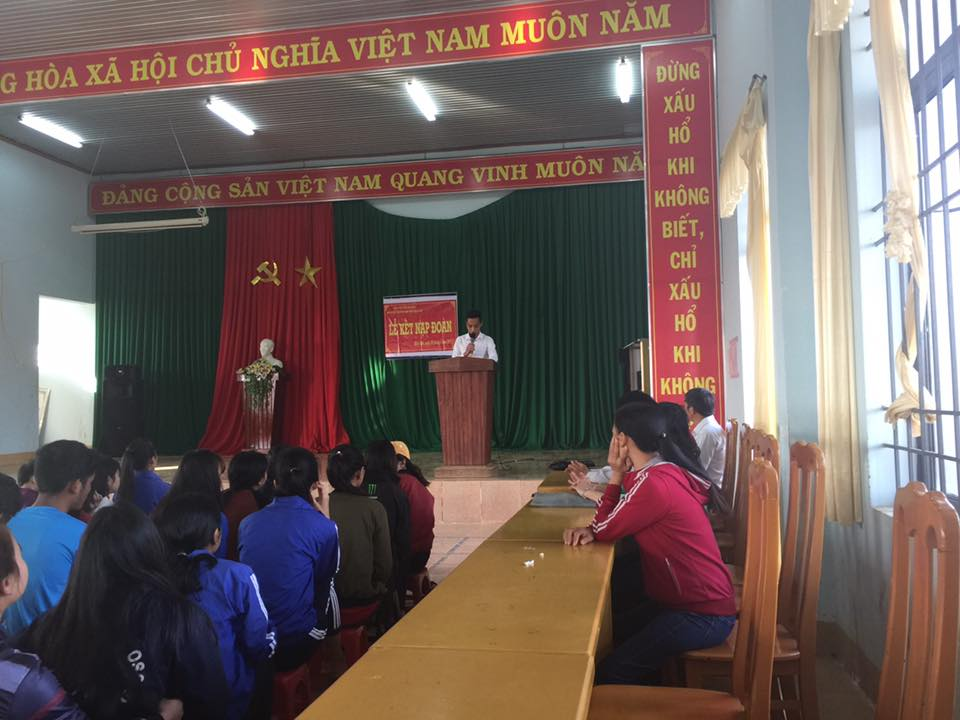 G HÒA XÃ HỘI CHỦ NGHĨA VIỆT NAM MUÔN NĂM
ĐẢNG CỘNG SẢN VIỆT NAM QUANG VINH MUÔN NĂ
ĐỪNG
XẤU
HỔ
KHI
KHÔNG
BIẾT,
CHỈ
XẤU
HỔ
KHI
KHÔNG
LỄ KẾT NẠP ĐOÀN